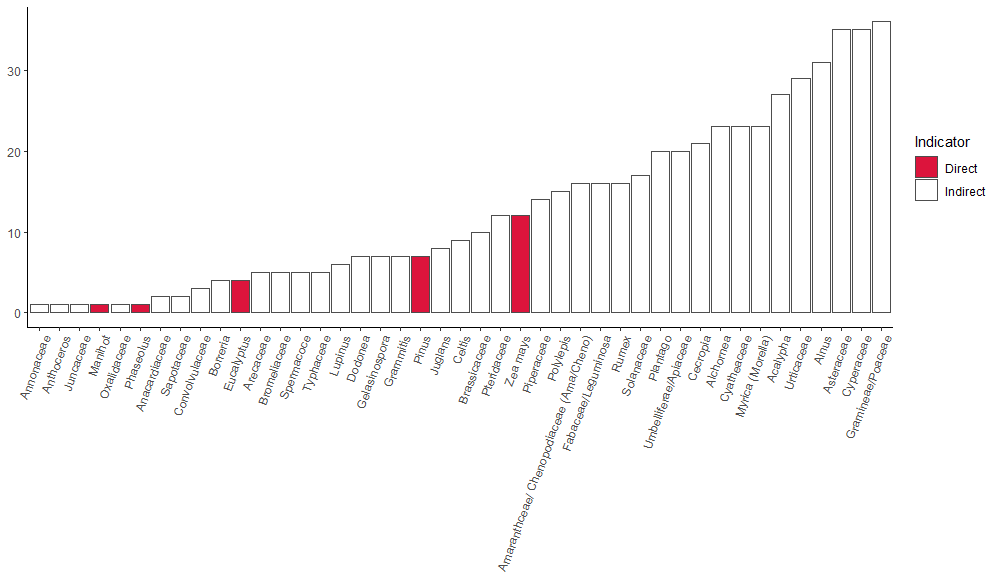 30
20
10
0
Annonaceae
Anthoceros
Juncaceae
Manihot
Oxalidaceae
Phaseolus
Anacardiaceae
Sapotaceae
Convolvulaceae
Borreria
Eucalyptus
Arecaceae
Bromeliaceae
Spermacoce
Typhaceae
Lupinus
Dodonea
Gelasinospora
Grammitis
Pinus
Juglans
Celtis
Brassicaceae
Pteridaceae
Zea mays
Piperaceae
Polylepis
Amaranthceae/ Chenopodiaceae (Ama/Cheno)
Fabaceae/Leguminosa
Rumex
Solanaceae
Plantago
Umbelliferae/Apiaceae
Cecropia
Alchornea
Cyatheaceae
Myrica (Morella)
Acalypha
Urticaceae
Alnus
Asteraceae
Cyperaceae
Gramineae/Poaceae
Indicator
Direct
Indirect